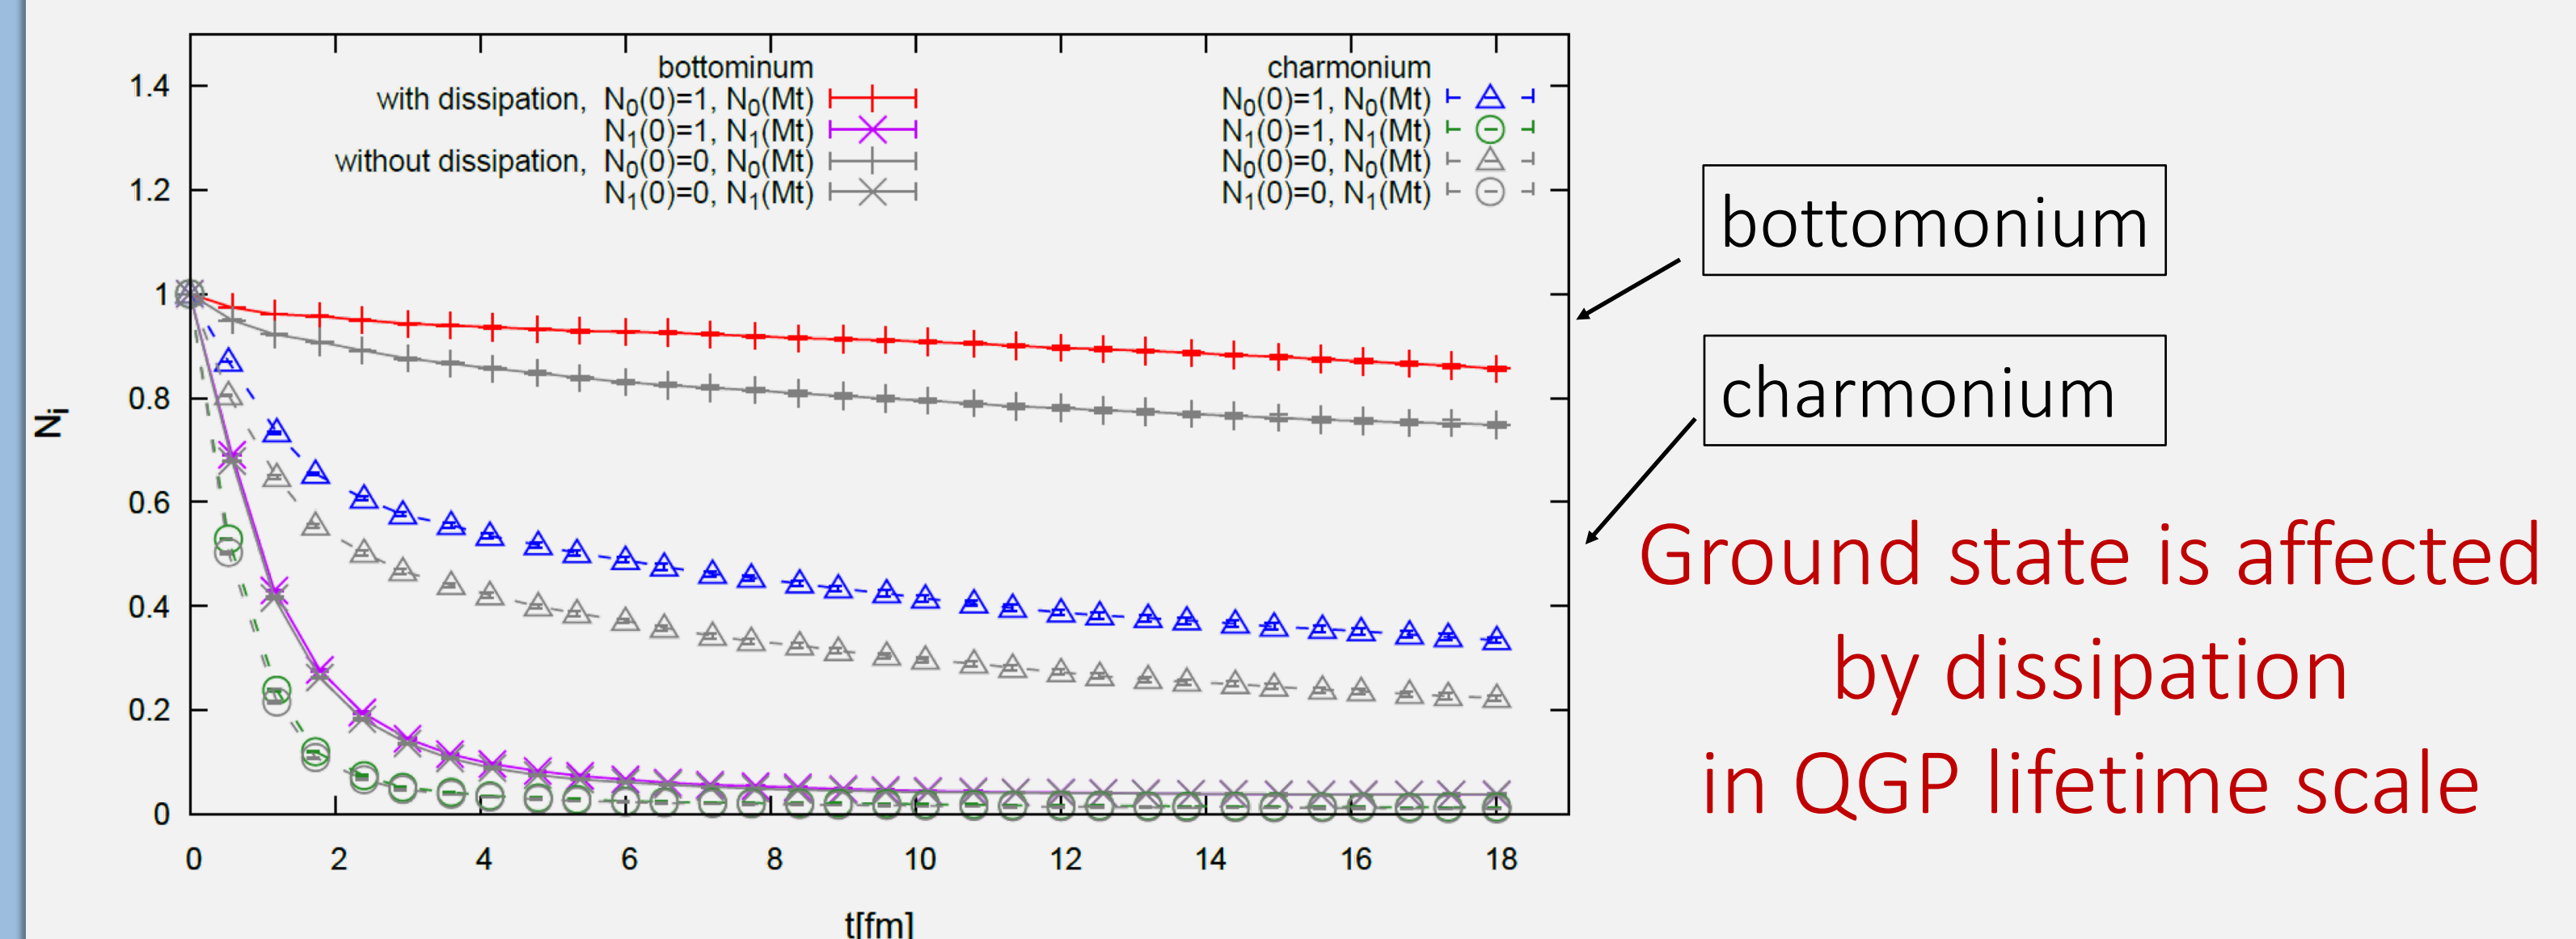 bottominum
with dissipation, N₀(0)=1, N₀(Mt)
N₁(0)=1, N₁(Mt)
without dissipation, N₀(0)=0, N₀(Mt)
N₁(0)=0, N₁(Mt)
charmonium
N₀(0)=1, N₀(Mt)
N₁(0)=1, N₁(Mt)
N₀(0)=0, N₀(Mt)
N₁(0)=0, N₁(Mt)
1.4
1.2
1
0.8
0.6
0.4
0.2
0
Nᵢ
0 2 4 6 8 10 12 14 16 18
t[fm]
bottomonium
charmonium
Ground state is affected
by dissipation
in QGP lifetime scale